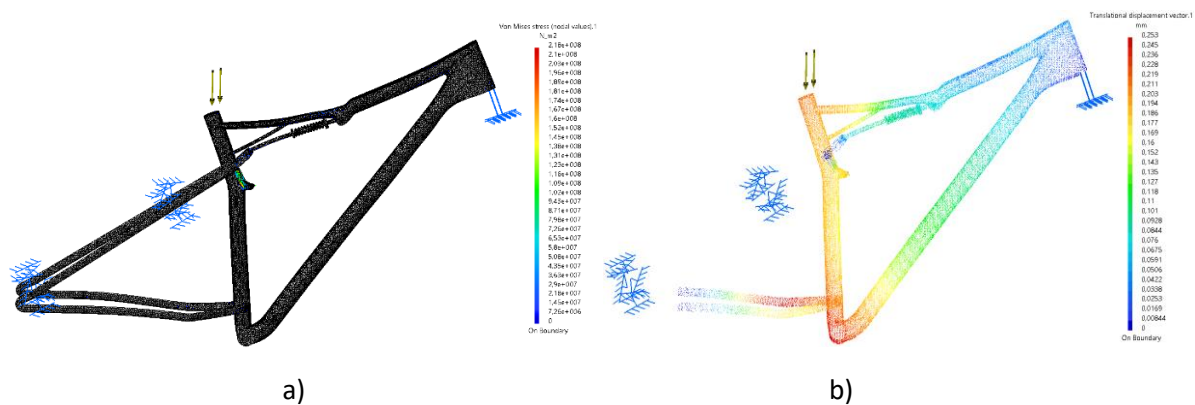 Von Mises stress (nodal values).1
N_m2
2,18e+008
2,1e+008
2,03e+008
1,96e+008
1,89e+008
1,81e+008
1,74e+008
1,67e+008
1,6e+008
1,52e+008
1,45e+008
1,38e+008
1,31e+008
1,23e+008
1,16e+008
1,09e+008
1,02e+008
9,43e+007
8,71e+007
7,98e+007
7,26e+007
6,53e+007
5,8e+007
5,08e+007
4,35e+007
3,63e+007
2,9e+007
2,18e+007
1,45e+007
7,26e+006
0
On Boundary
Translational displacement vector.1
mm
0,253
0,245
0,236
0,228
0,219
0,211
0,203
0,194
0,186
0,177
0,169
0,16
0,152
0,143
0,135
0,127
0,118
0,11
0,101
0,0928
0,0844
0,076
0,0675
0,0591
0,0506
0,0422
0,0338
0,0253
0,0169
0,00844
0
On Boundary
a)
b)